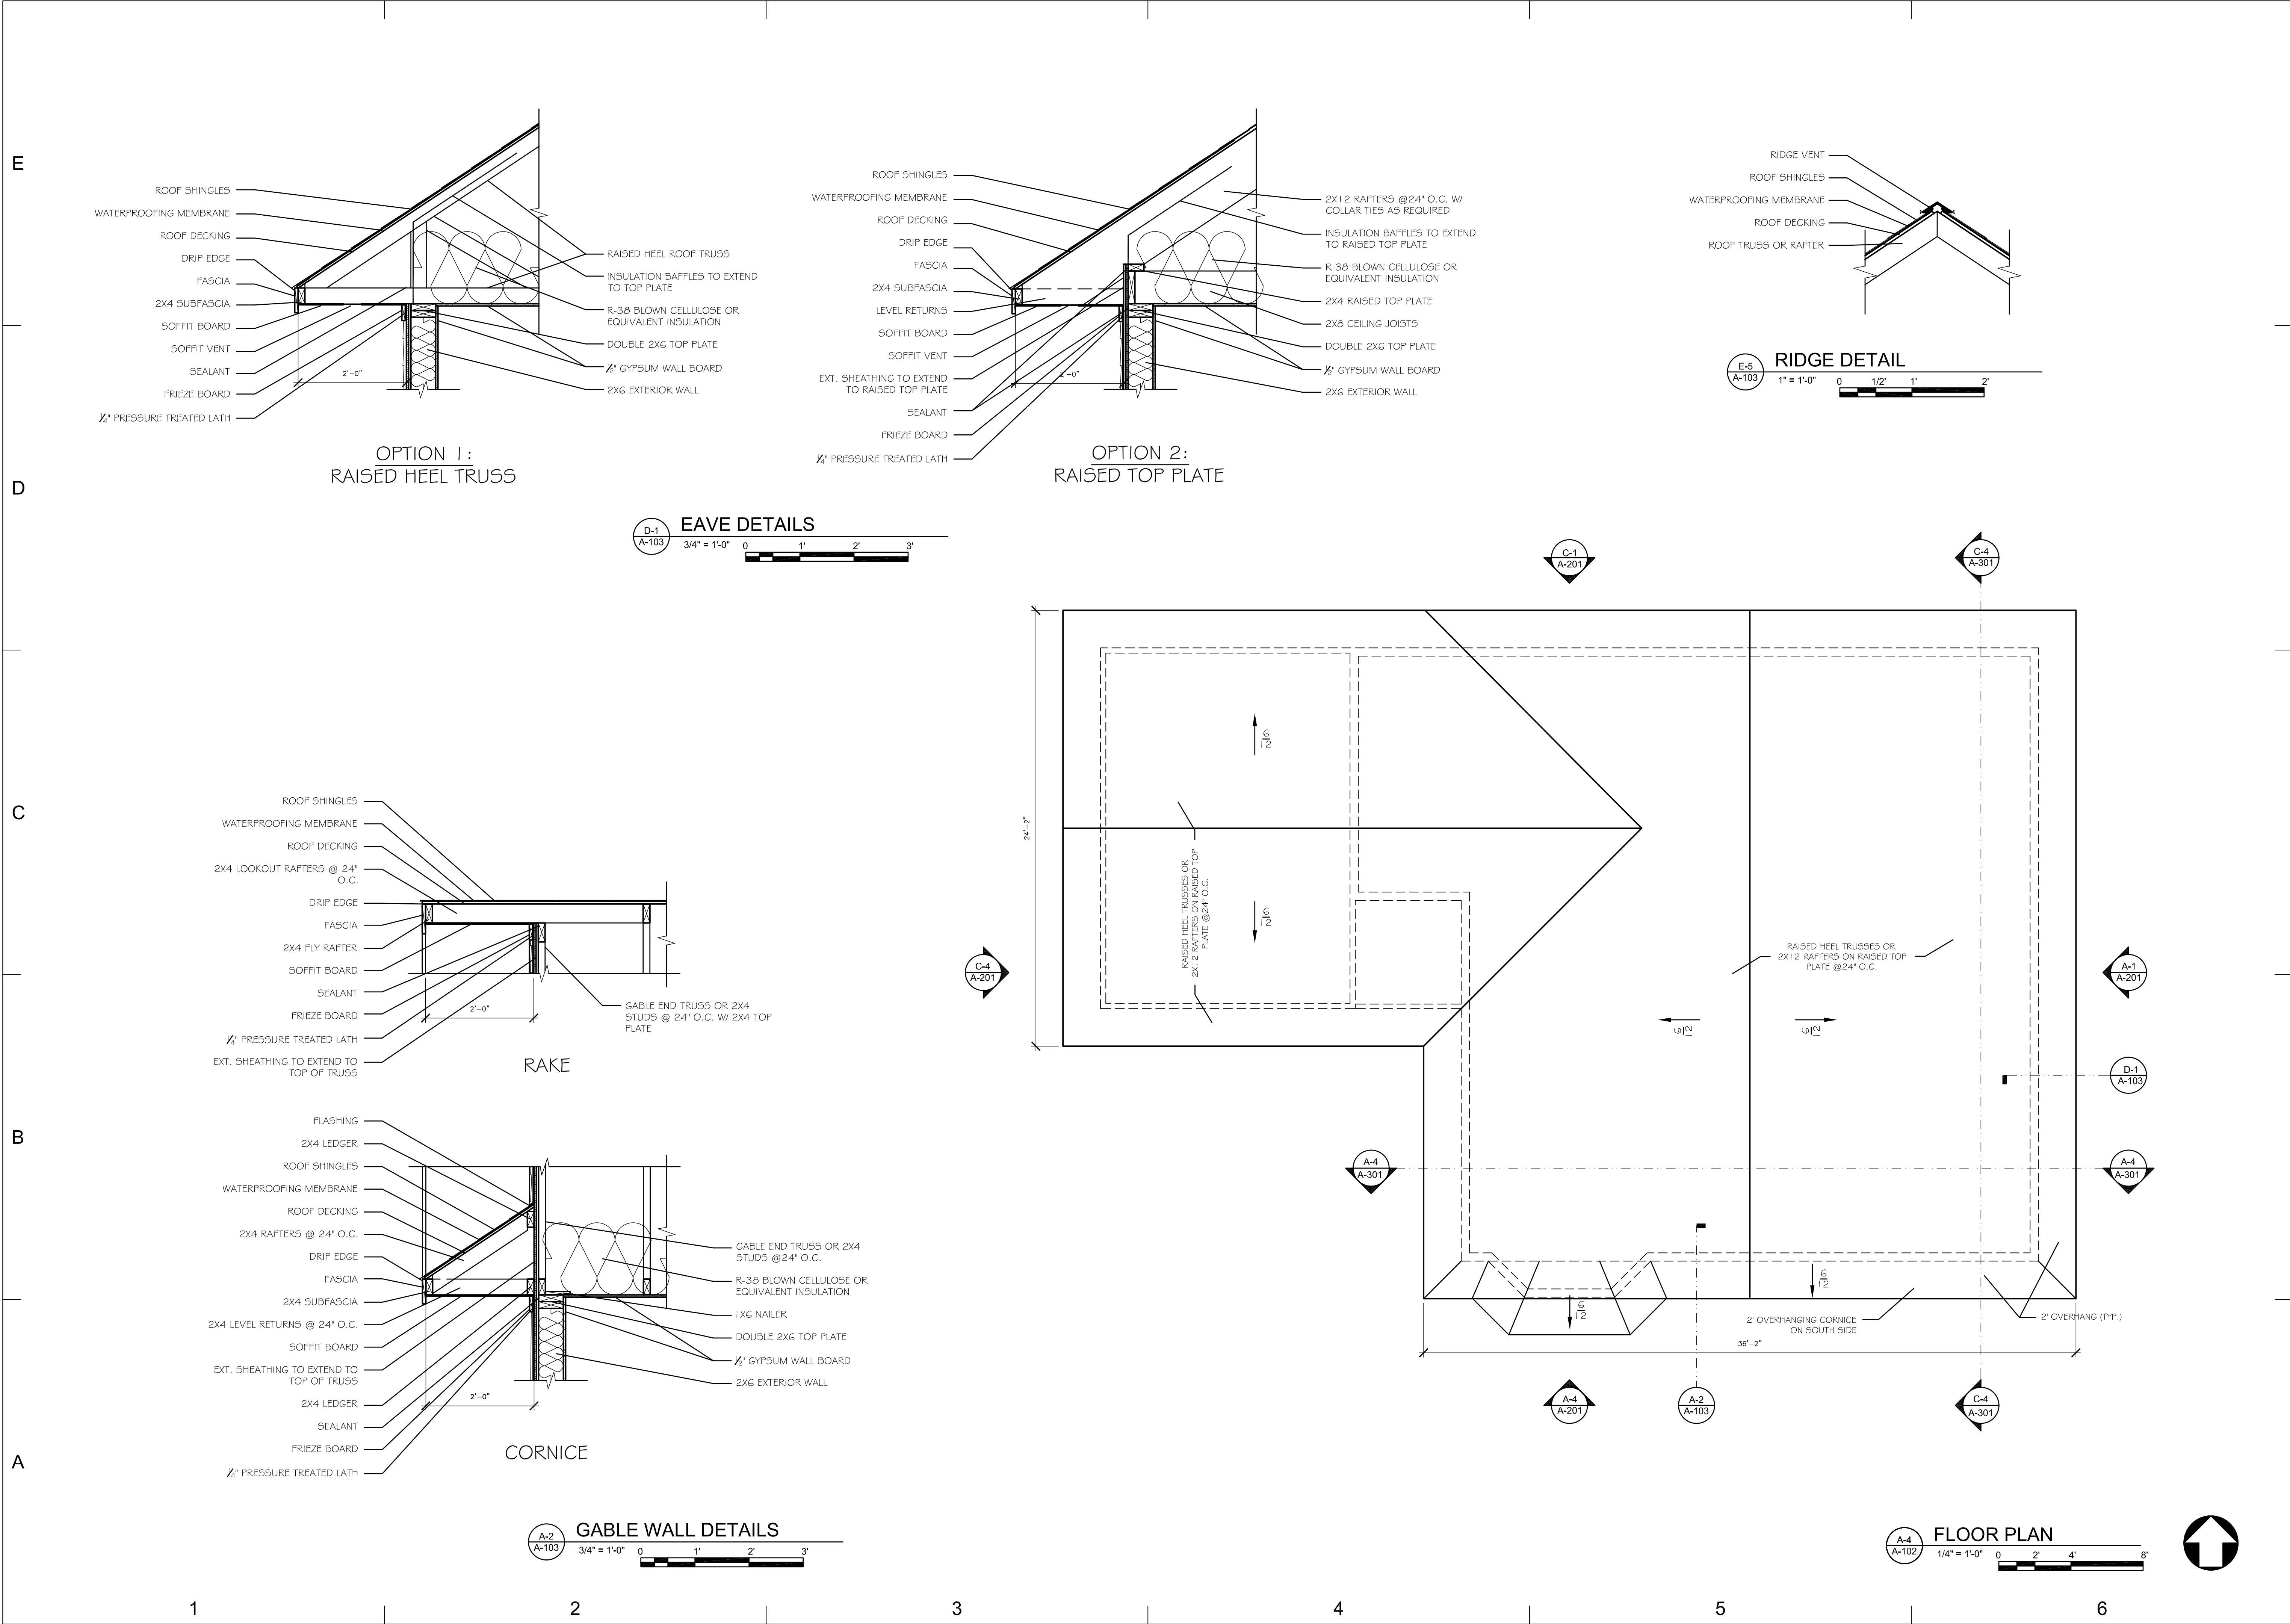 E
D
C
B
A
1
2
3
4
5
6
ROOF SHINGLES
WATERPROOFING MEMBRANE
ROOF DECKING
DRIP EDGE
FASCIA
2X4 SUBFASCIA
SOFFIT BOARD
SOFFIT VENT
SEALANT
FRIEZE BOARD
1/4" PRESSURE TREATED LATH
2'-0"
RAISED HEEL ROOF TRUSS
INSULATION BAFFLES TO EXTEND
TO TOP PLATE
R-38 BLOWN CELLULOSE OR
EQUIVALENT INSULATION
DOUBLE 2X6 TOP PLATE
1/2" GYPSUM WALL BOARD
2X6 EXTERIOR WALL
OPTION 1:
RAISED HEEL TRUSS
ROOF SHINGLES
WATERPROOFING MEMBRANE
ROOF DECKING
DRIP EDGE
FASCIA
2X4 SUBFASCIA
LEVEL RETURNS
SOFFIT BOARD
SOFFIT VENT
EXT. SHEATHING TO EXTEND
TO RAISED TOP PLATE
SEALANT
FRIEZE BOARD
1/4" PRESSURE TREATED LATH
2'-0"
2X12 RAFTERS @24" O.C. W/
COLLAR TIES AS REQUIRED
INSULATION BAFFLES TO EXTEND
TO RAISED TOP PLATE
R-38 BLOWN CELLULOSE OR
EQUIVALENT INSULATION
2X4 RAISED TOP PLATE
2X8 CEILING JOISTS
DOUBLE 2X6 TOP PLATE
1/2" GYPSUM WALL BOARD
2X6 EXTERIOR WALL
OPTION 2:
RAISED TOP PLATE
D-1
A-103
EAVE DETAILS
3/4" = 1'-0"
0 1' 2' 3'
RIDGE VENT
ROOF SHINGLES
WATERPROOFING MEMBRANE
ROOF DECKING
ROOF TRUSS OR RAFTER
E-5
A-103
RIDGE DETAIL
1" = 1'-0"
0 1/2' 1' 2'
ROOF SHINGLES
WATERPROOFING MEMBRANE
ROOF DECKING
2X4 LOOKOUT RAFTERS @ 24"
O.C.
DRIP EDGE
FASCIA
2X4 FLY RAFTER
SOFFIT BOARD
SEALANT
FRIEZE BOARD
1/4" PRESSURE TREATED LATH
EXT. SHEATHING TO EXTEND TO
TOP OF TRUSS
2'-0"
GABLE END TRUSS OR 2X4
STUDS @ 24" O.C. W/ 2X4 TOP
PLATE
RAKE
FLASHING
2X4 LEDGER
ROOF SHINGLES
WATERPROOFING MEMBRANE
ROOF DECKING
2X4 RAFTERS @ 24" O.C.
DRIP EDGE
FASCIA
2X4 SUBFASCIA
2X4 LEVEL RETURNS @ 24" O.C.
SOFFIT BOARD
EXT. SHEATHING TO EXTEND TO
TOP OF TRUSS
2X4 LEDGER
SEALANT
FRIEZE BOARD
1/4" PRESSURE TREATED LATH
2'-0"
GABLE END TRUSS OR 2X4
STUDS @24" O.C.
R-38 BLOWN CELLULOSE OR
EQUIVALENT INSULATION
1X6 NAILER
DOUBLE 2X6 TOP PLATE
1/2" GYPSUM WALL BOARD
2X6 EXTERIOR WALL
CORNICE
A-2
A-103
GABLE WALL DETAILS
3/4" = 1'-0"
0 1' 2' 3'
C-1
A-201
C-4
A-301
24'-2"
6
12
6
12
RAISED HEEL TRUSSES OR
2X12 RAFTERS ON RAISED TOP
PLATE @24" O.C.
C-4
A-201
RAISED HEEL TRUSSES OR
2X12 RAFTERS ON RAISED TOP
PLATE @24" O.C.
6
12
6
12
A-1
A-201
D-1
A-103
A-4
A-301
A-4
A-301
6
12
6
12
2' OVERHANGING CORNICE
ON SOUTH SIDE
2' OVERHANG (TYP.)
36'-2"
A-4
A-201
A-2
A-103
C-4
A-301
A-4
A-102
FLOOR PLAN
1/4" = 1'-0"
0 2' 4' 8'